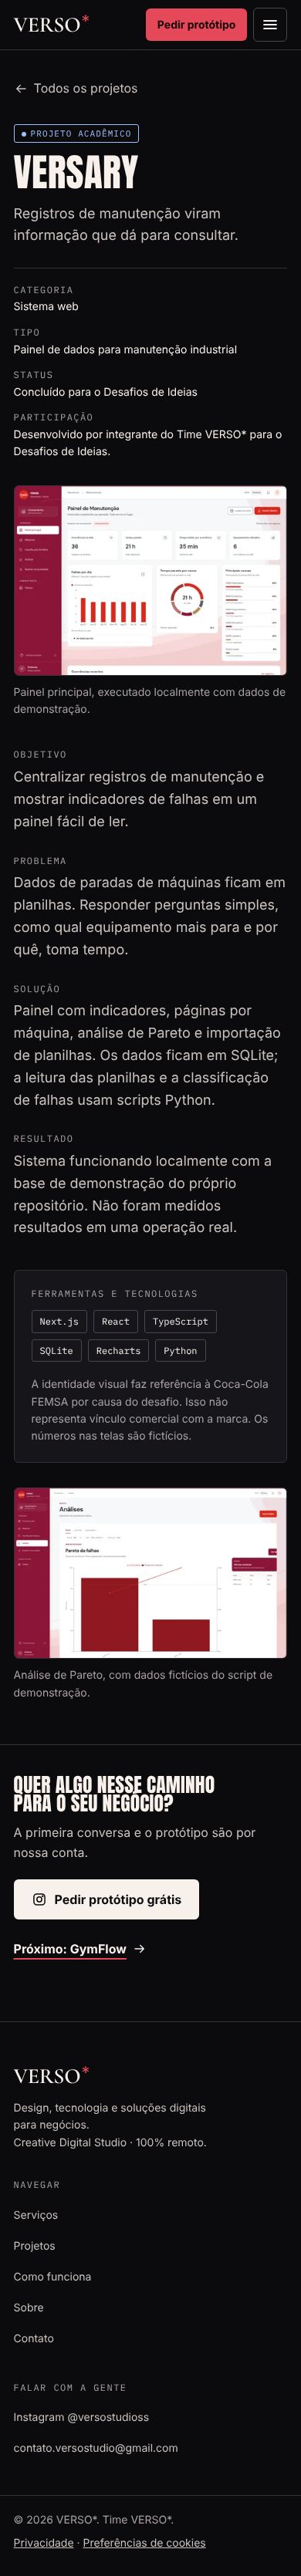 VERSO*
Pedir protótipo
← Todos os projetos
PROJETO ACADÊMICO
VERSARY
Registros de manutenção viram
informação que dá para consultar.
CATEGORIA
Sistema web
TIPO
Painel de dados para manutenção industrial
STATUS
Concluído para o Desafios de Ideias
PARTICIPAÇÃO
Desenvolvido por integrante do Time VERSO* para o
Desafios de Ideias.
Painel de Manutenção
38
21 h
35 min
6
Falhas por dia
21 h
Painel principal, executado localmente com dados de
demonstração.
OBJETIVO
Centralizar registros de manutenção e
mostrar indicadores de falhas em um
painel fácil de ler.
PROBLEMA
Dados de paradas de máquinas ficam em
planilhas. Responder perguntas simples,
como qual equipamento mais para e por
quê, toma tempo.
SOLUÇÃO
Painel com indicadores, páginas por
máquina, análise de Pareto e importação
de planilhas. Os dados ficam em SQLite;
a leitura das planilhas e a classificação
de falhas usam scripts Python.
RESULTADO
Sistema funcionando localmente com a
base de demonstração do próprio
repositório. Não foram medidos
resultados em uma operação real.
FERRAMENTAS E TECNOLOGIAS
Next.js React TypeScript
SQLite Recharts Python
A identidade visual faz referência à Coca-Cola
FEMSA por causa do desafio. Isso não
representa vínculo comercial com a marca. Os
números nas telas são fictícios.
Análises
Pareto de falhas
Análise de Pareto, com dados fictícios do script de
demonstração.
QUER ALGO NESSE CAMINHO
PARA O SEU NEGÓCIO?
A primeira conversa e o protótipo são por
nossa conta.
Pedir protótipo grátis
Próximo: GymFlow →
VERSO*
Design, tecnologia e soluções digitais
para negócios.
Creative Digital Studio · 100% remoto.
NAVEGAR
Serviços
Projetos
Como funciona
Sobre
Contato
FALAR COM A GENTE
Instagram @versostudioss
contato.versostudio@gmail.com
© 2026 VERSO*. Time VERSO*.
Privacidade · Preferências de cookies